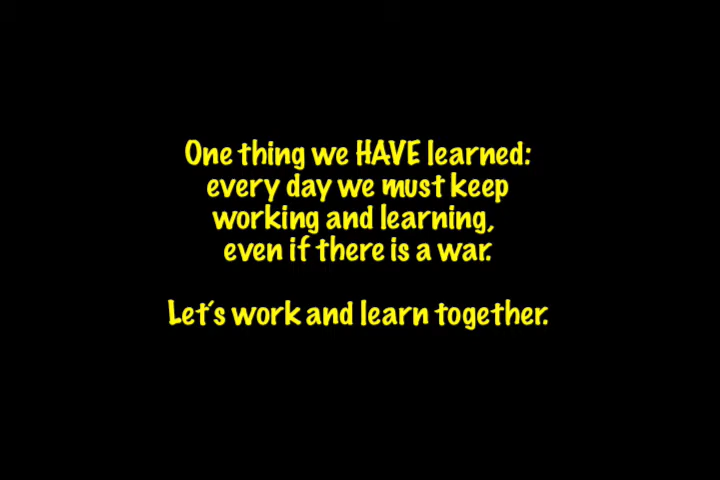 One thing we HAVE learned:
every day we must keep
working and learning,
even if there is a war.
Let's work and learn together.